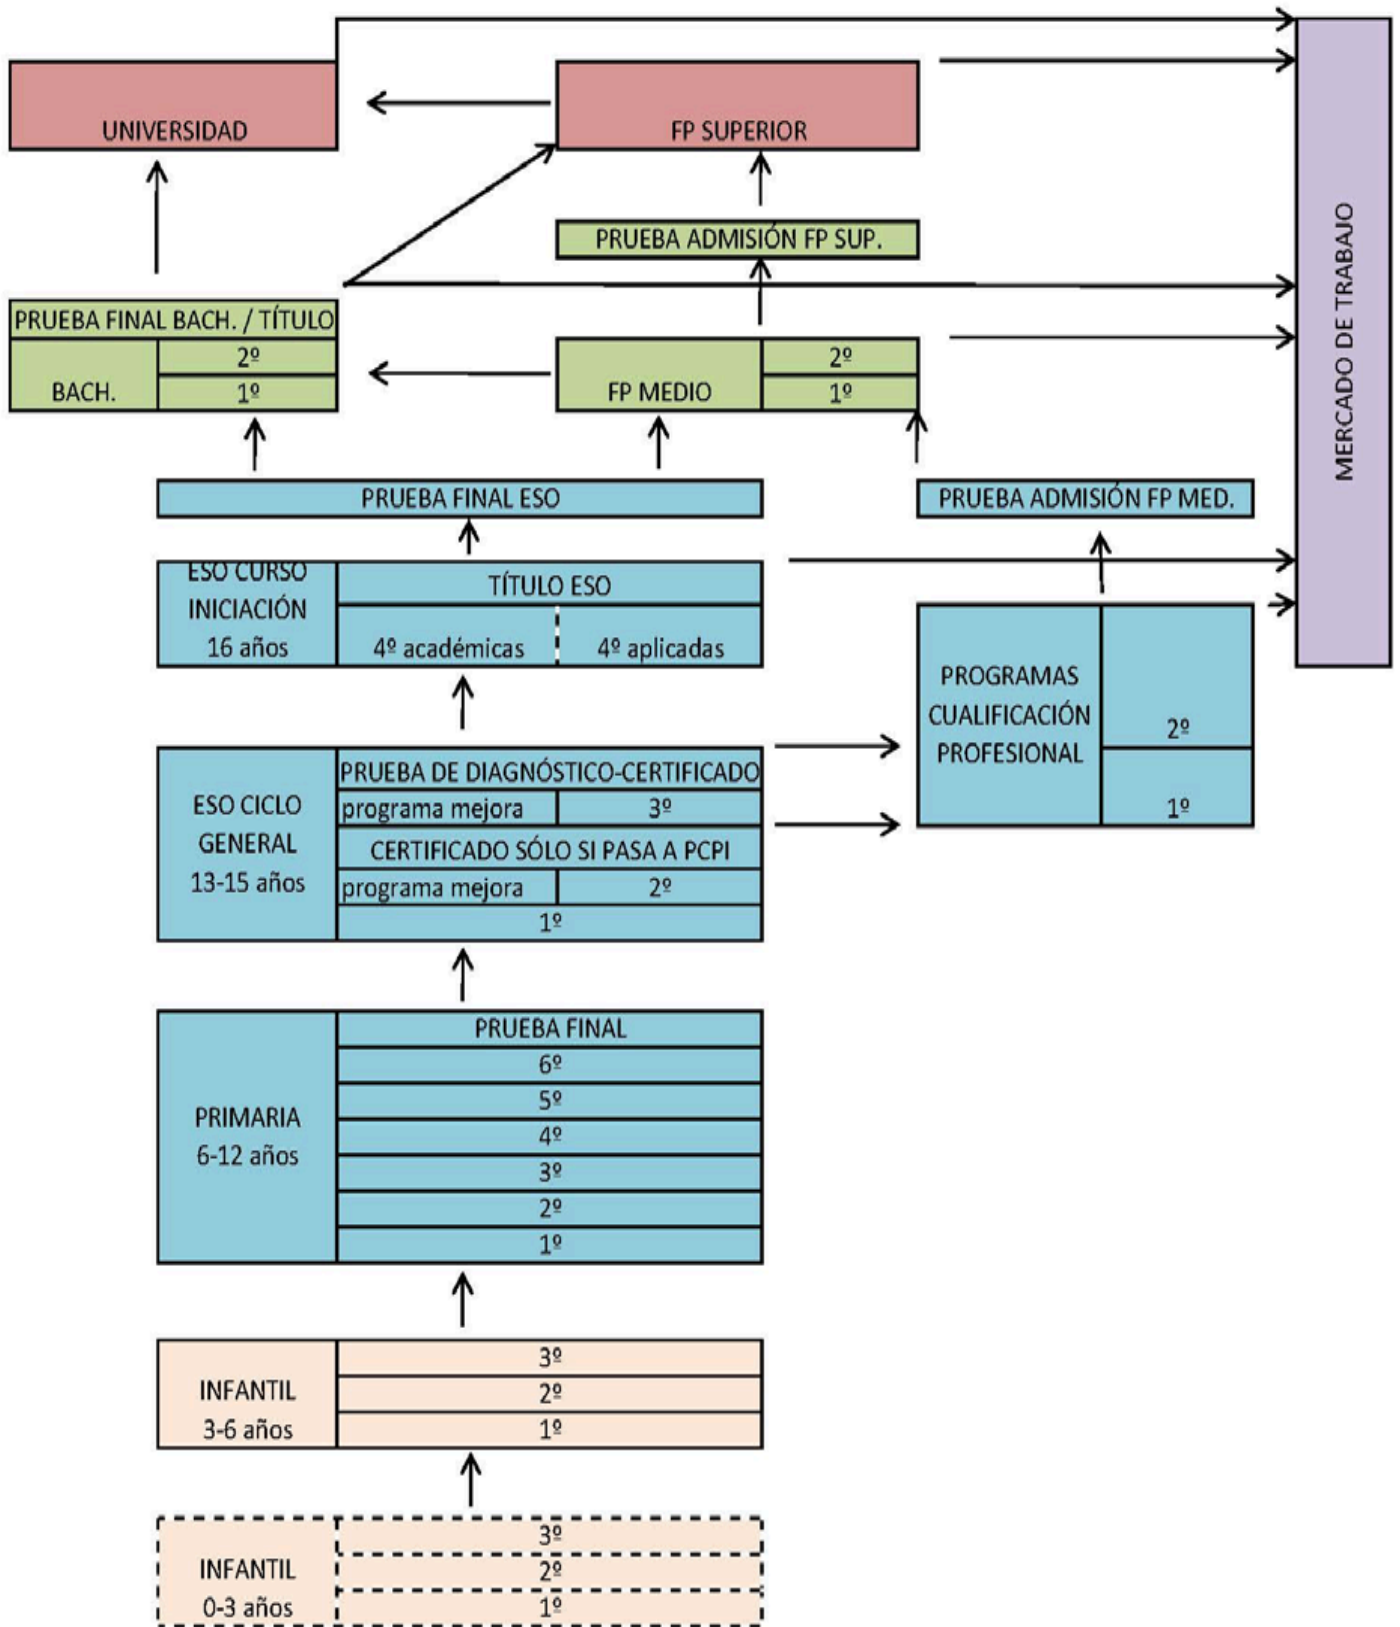 UNIVERSIDAD
FP SUPERIOR
PRUEBA ADMISIÓN FP SUP.
MERCADO DE TRABAJO
PRUEBA FINAL BACH. / TÍTULO
BACH.
2º
1º
FP MEDIO
2º
1º
PRUEBA FINAL ESO
PRUEBA ADMISIÓN FP MED.
ESO CURSO
INICIACIÓN
16 años
TÍTULO ESO
4º académicas
4º aplicadas
PROGRAMAS
CUALIFICACIÓN
PROFESIONAL
2º
1º
ESO CICLO
GENERAL
13-15 años
PRUEBA DE DIAGNÓSTICO-CERTIFICADO
programa mejora
3º
CERTIFICADO SÓLO SI PASA A PCPI
programa mejora
2º
1º
PRIMARIA
6-12 años
PRUEBA FINAL
6º
5º
4º
3º
2º
1º
INFANTIL
3-6 años
3º
2º
1º
INFANTIL
0-3 años
3º
2º
1º